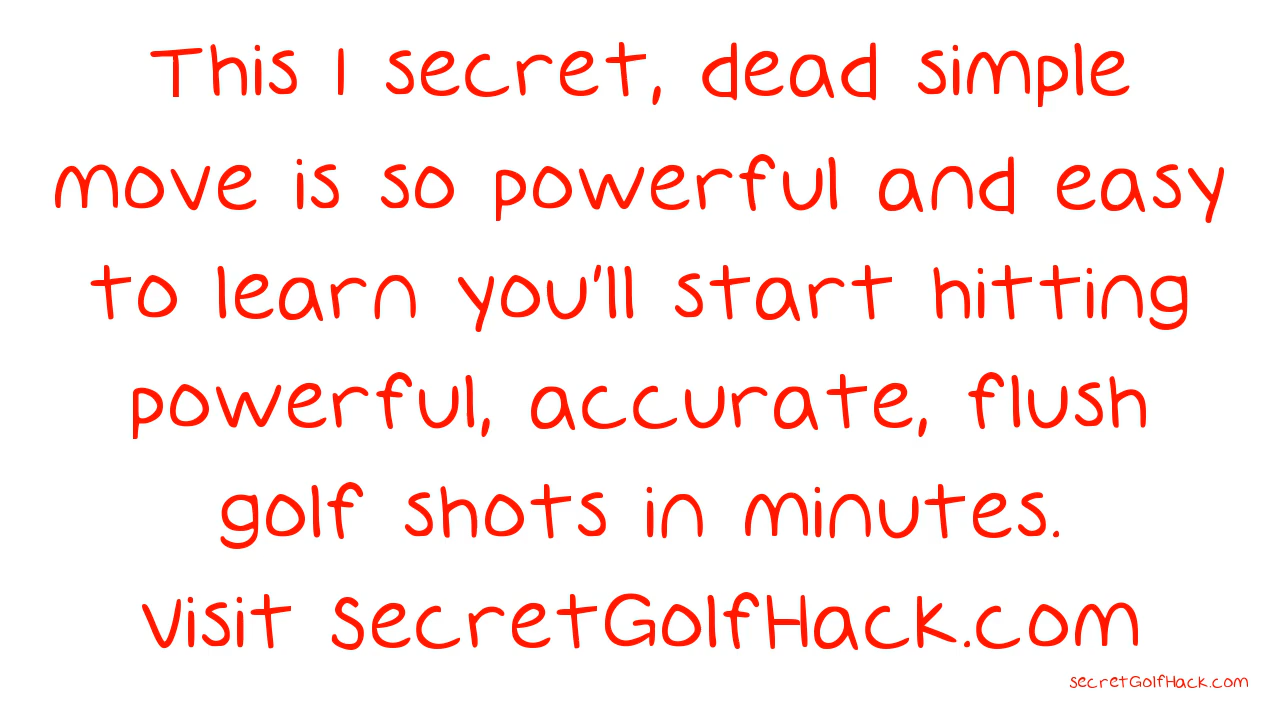 This 1 secret, dead simple
move is so powerful and easy
to learn you'll start hitting
powerful, accurate, flush
golf shots in minutes.
Visit SecretGolfHack.com
secretGolfHack.com